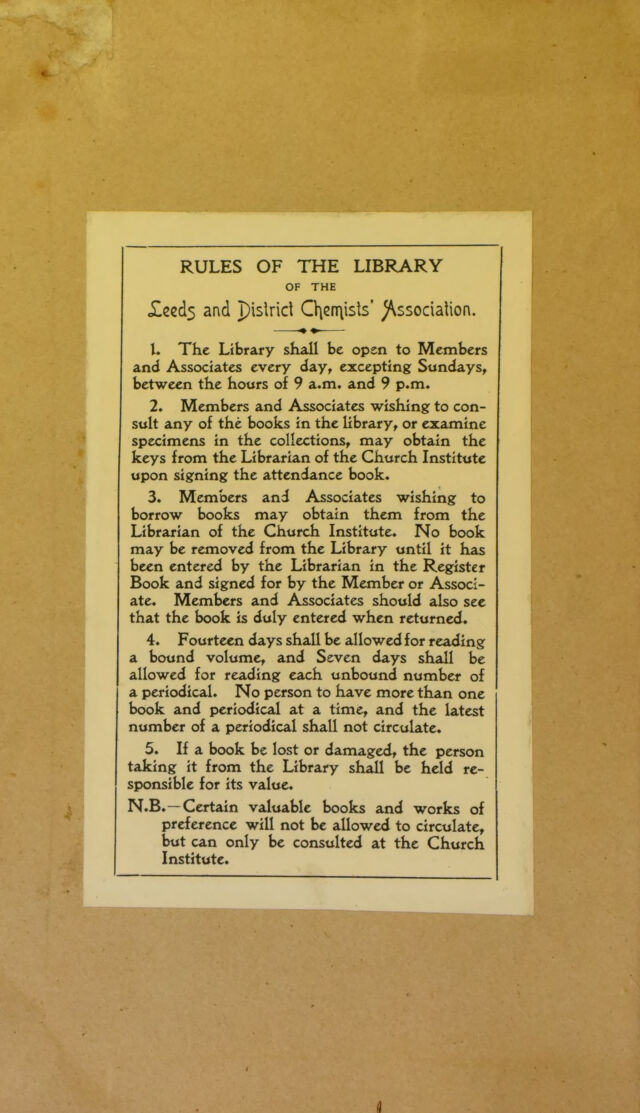 RULES OF THE LIBRARY
OF THE
Leeds and District Chemists' Association.
1. The Library shall be open to Members
and Associates every day, excepting Sundays,
between the hours of 9 a.m. and 9 p.m.
2. Members and Associates wishing to con-
sult any of the books in the library, or examine
specimens in the collections, may obtain the
keys from the Librarian of the Church Institute
upon signing the attendance book.
3. Members and Associates wishing to
borrow books may obtain them from the
Librarian of the Church Institute. No book
may be removed from the Library until it has
been entered by the Librarian in the Register
Book and signed for by the Member or Associ-
ate. Members and Associates should also see
that the book is duly entered when returned.
4. Fourteen days shall be allowed for reading
a bound volume, and Seven days shall be
allowed for reading each unbound number of
a periodical. No person to have more than one
book and periodical at a time, and the latest
number of a periodical shall not circulate.
5. If a book be lost or damaged, the person
taking it from the Library shall be held re-
sponsible for its value.
N.B.—Certain valuable books and works of
preference will not be allowed to circulate,
but can only be consulted at the Church
Institute.